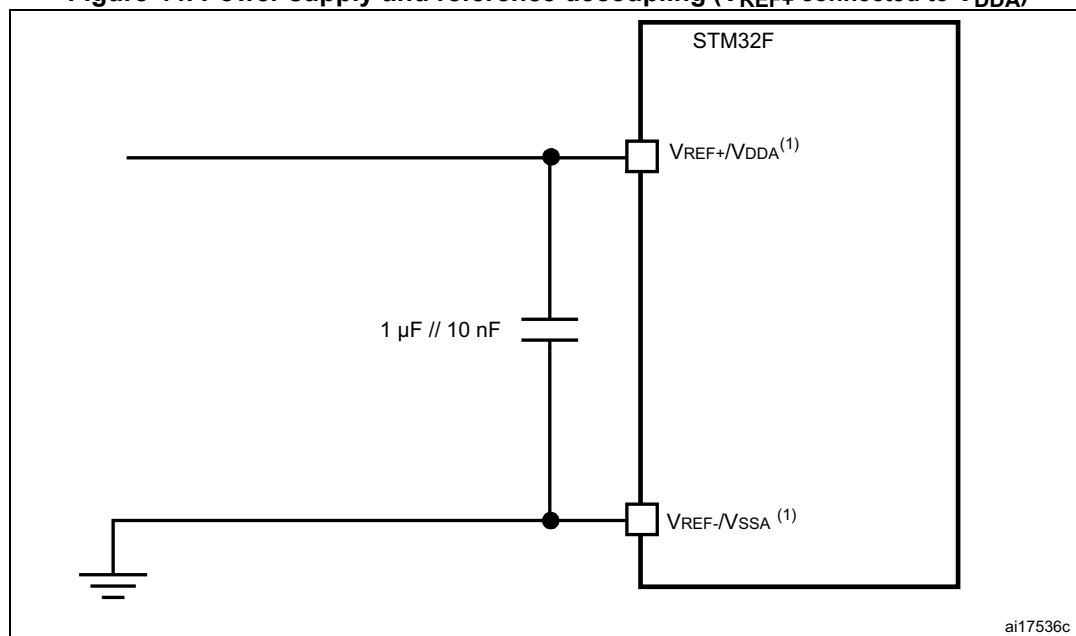 STM32F
VREF+/VDDA(1)
1 µF // 10 nF
VREF-/VSSA (1)
ai17536c